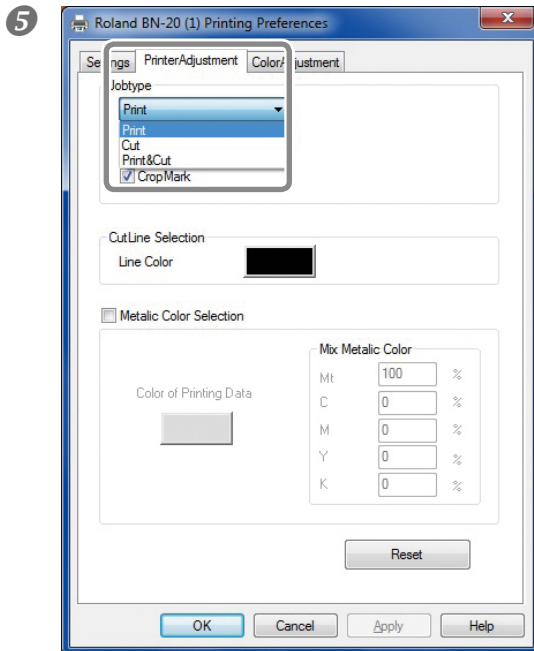 5
Roland BN-20 (1) Printing Preferences
Se ngs PrinterAdjustment Color justment
Jobtype
Print
Print
Cut
Print&Cut
CropMark
CutLine Selection
Line Color
Metalic Color Selection
Mix Metalic Color
Color of Printing Data
Mt 100 %
C 0 %
M 0 %
Y 0 %
K 0 %
Reset
OK Cancel Apply Help